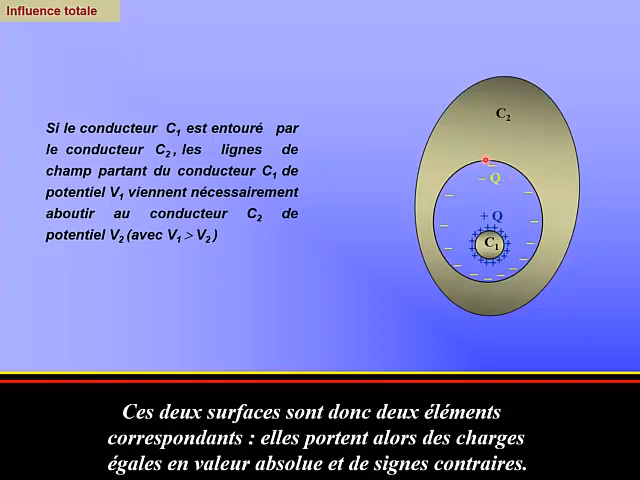 Influence totale
Si le conducteur C1 est entouré par
le conducteur C2, les lignes de
champ partant du conducteur C1 de
potentiel V1 viennent nécessairement
aboutir au conducteur C2 de
potentiel V2 (avec V1 > V2 )
C2
– Q
+ Q
C1
Ces deux surfaces sont donc deux éléments
correspondants : elles portent alors des charges
égales en valeur absolue et de signes contraires.